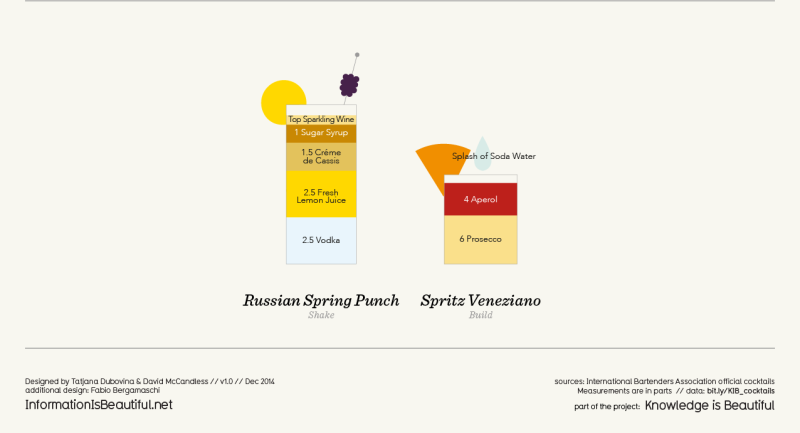 Top Sparkling Wine
1 Sugar Syrup
1.5 Créme
de Cassis
2.5 Fresh
Lemon Juice
2.5 Vodka
Russian Spring Punch
Shake
Splash of Soda Water
4 Aperol
6 Prosecco
Spritz Veneziano
Build
Designed by Tatjana Dubovina & David McCandless // v1.0 // Dec 2014
additional design: Fabio Bergamaschi
InformationIsBeautiful.net
sources: International Bartenders Association official cocktails
Measurements are in parts // data: bit.ly/KIB_cocktails
part of the project: Knowledge is Beautiful